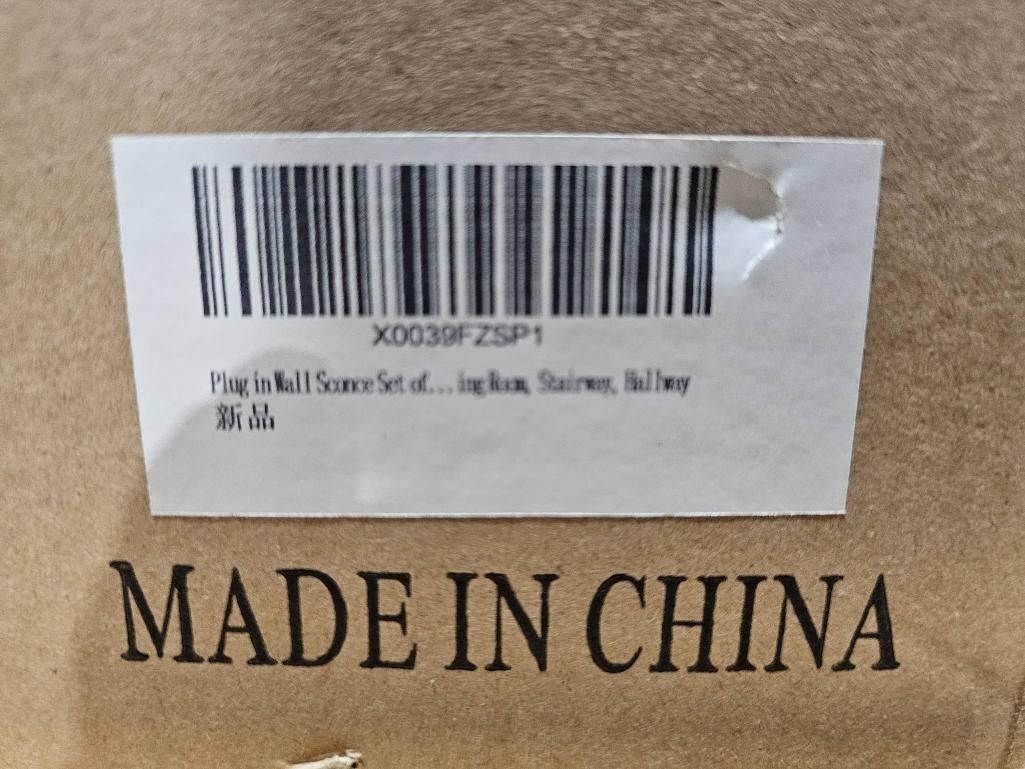 X0039FZSP1
Plug in Wall Sconce Set of... ing Room, Stairway, Hallway
新品
MADE IN CHINA